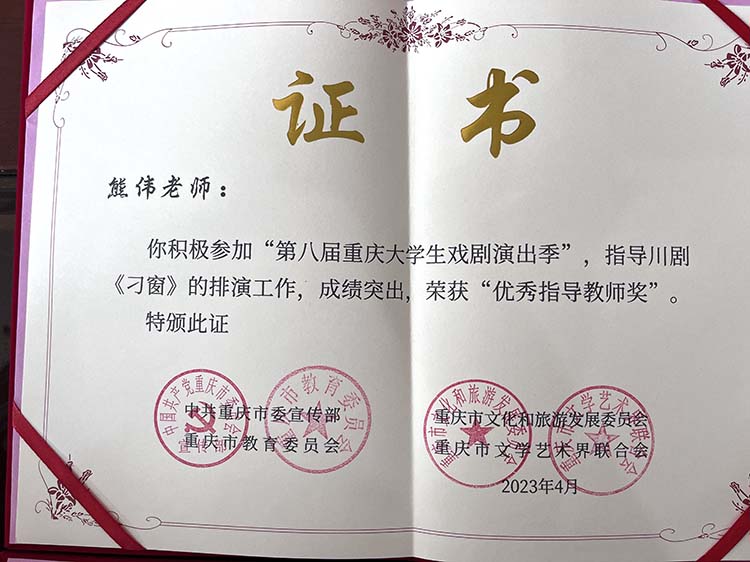 证书
熊伟老师：
你积极参加“第八届重庆大学生戏剧演出季”，指导川剧
《刁窗》的排演工作，成绩突出，荣获“优秀指导教师奖”。
特颁此证
中共重庆市委宣传部
重庆市教育委员会
重庆市文化和旅游发展委员会
重庆市文学艺术界联合会
2023年4月